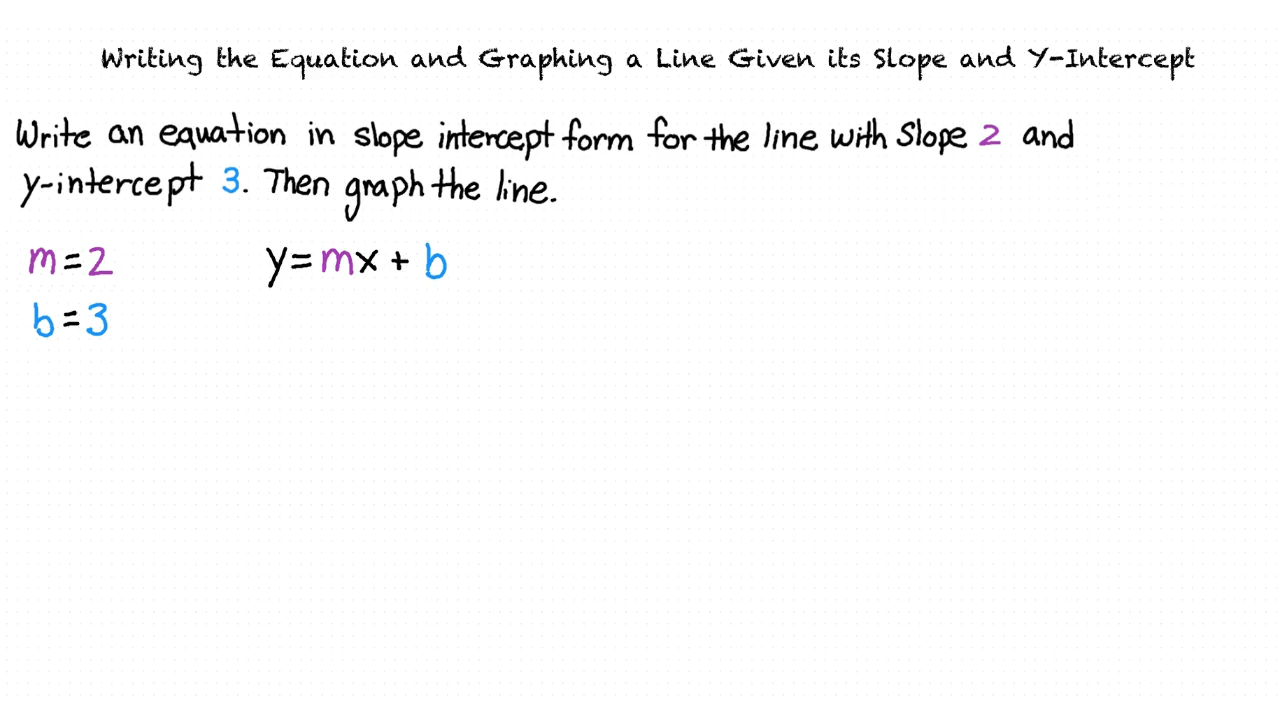 Writing the Equation and Graphing a Line Given its Slope and Y-Intercept
Write an equation in slope intercept form for the line with Slope 2 and
y-intercept 3. Then graph the line.
m=2 y=mx + b
b=3